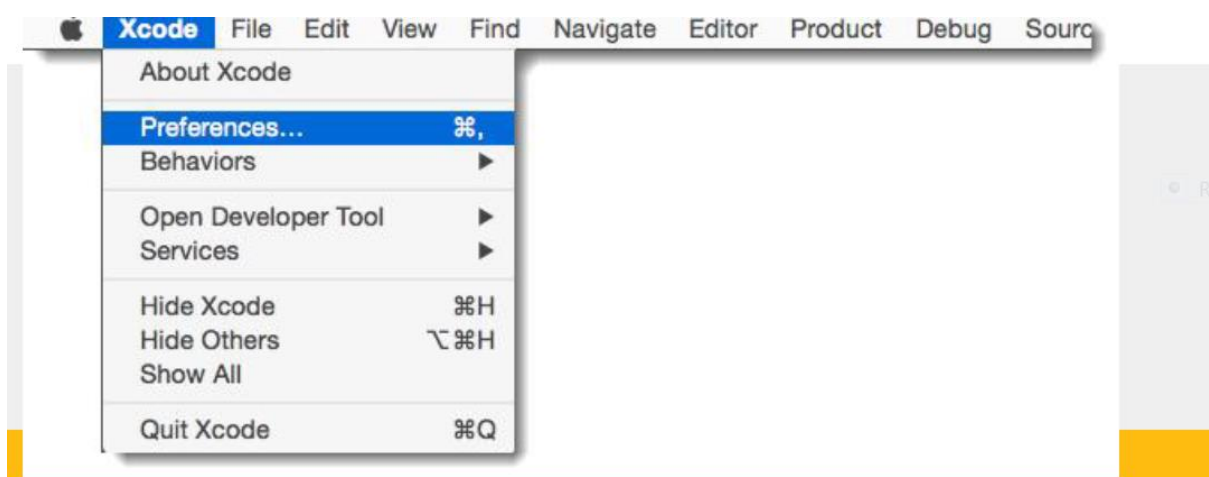 Xcode File Edit View Find Navigate Editor Product Debug Sourc
About Xcode
Preferences... ⌘,
Behaviors ▶
Open Developer Tool ▶
Services ▶
Hide Xcode ⌘H
Hide Others ⌥⌘H
Show All
Quit Xcode ⌘Q
R